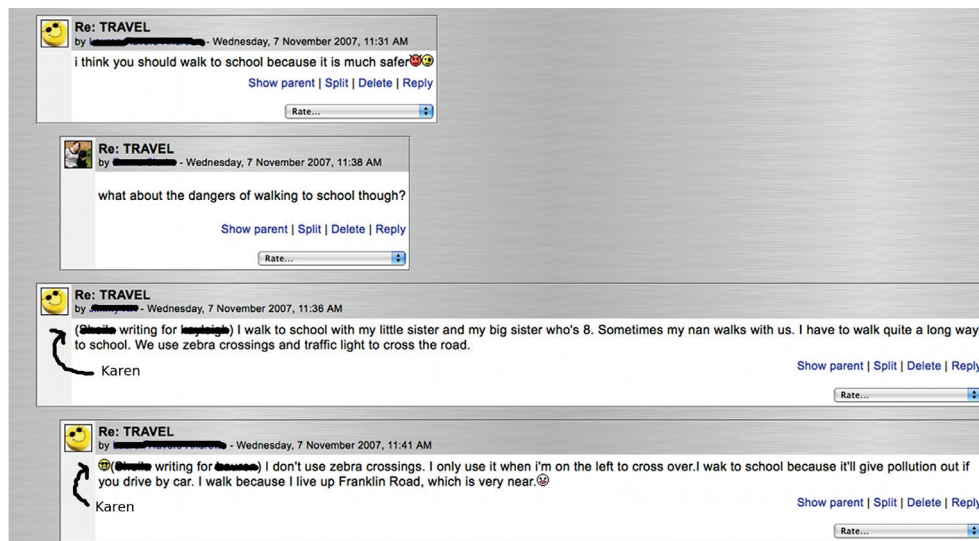 Re: TRAVEL
by - Wednesday, 7 November 2007, 11:31 AM
i think you should walk to school because it is much safer
Show parent | Split | Delete | Reply
Rate...
Re: TRAVEL
by - Wednesday, 7 November 2007, 11:38 AM
what about the dangers of walking to school though?
Show parent | Split | Delete | Reply
Rate...
Re: TRAVEL
by - Wednesday, 7 November 2007, 11:36 AM
( writing for ) I walk to school with my little sister and my big sister who's 8. Sometimes my nan walks with us. I have to walk quite a long way
to school. We use zebra crossings and traffic light to cross the road.
Karen
Show parent | Split | Delete | Reply
Rate...
Re: TRAVEL
by - Wednesday, 7 November 2007, 11:41 AM
( writing for ) I don't use zebra crossings. I only use it when i'm on the left to cross over.I wak to school because it'll give pollution out if
you drive by car. I walk because I live up Franklin Road, which is very near.
Karen
Show parent | Split | Delete | Reply
Rate...